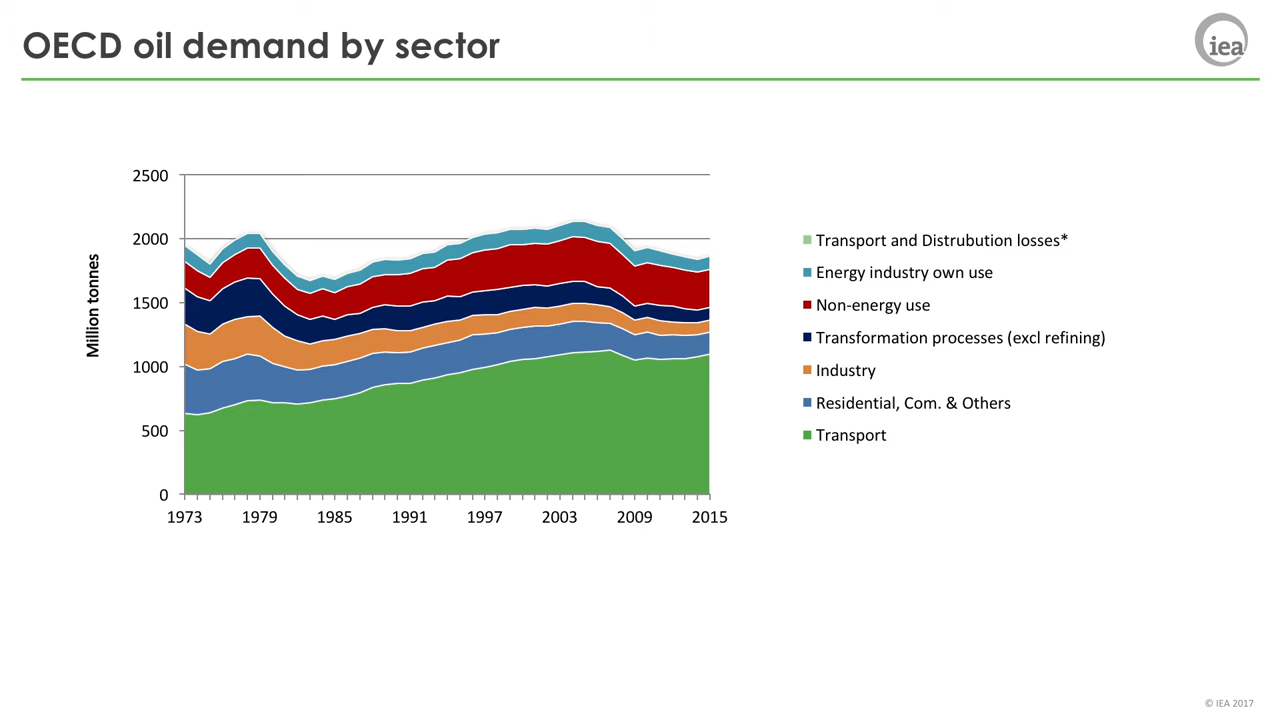 OECD oil demand by sector
iea
2500
2000
1500
1000
500
0
Million tonnes
1973 1979 1985 1991 1997 2003 2009 2015
Transport and Distrubution losses*
Energy industry own use
Non-energy use
Transformation processes (excl refining)
Industry
Residential, Com. & Others
Transport
© IEA 2017